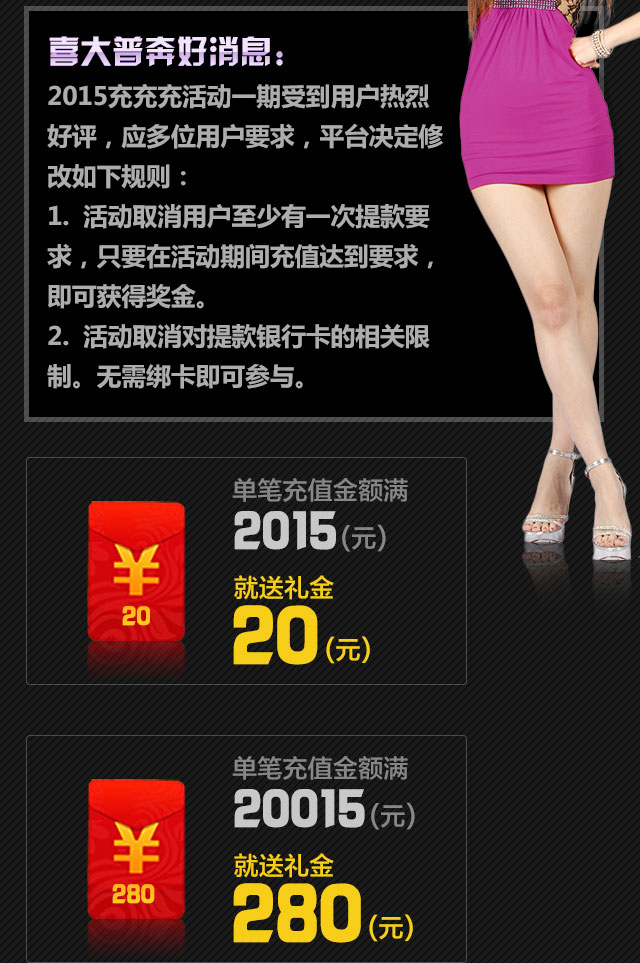 喜大普奔好消息：
2015充充充活动一期受到用户热烈
好评，应多位用户要求，平台决定修
改如下规则：
1. 活动取消用户至少有一次提款要
求，只要在活动期间充值达到要求，
即可获得奖金。
2. 活动取消对提款银行卡的相关限
制。无需绑卡即可参与。
单笔充值金额满
2015(元)
就送礼金
20(元)
¥
20
单笔充值金额满
20015(元)
就送礼金
280(元)
¥
280